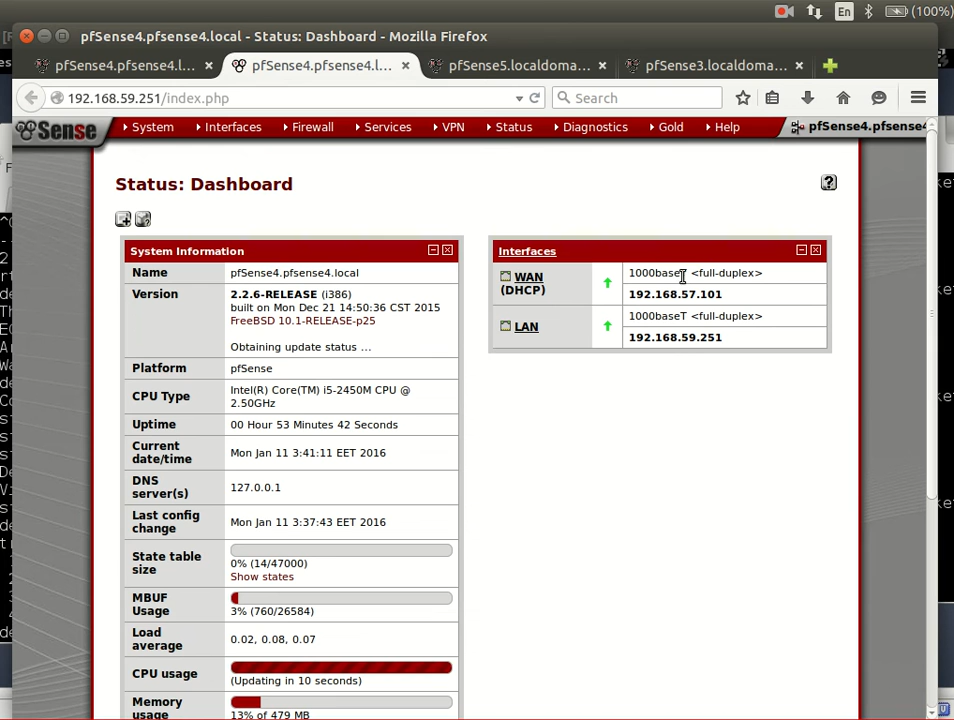 En
(100%)
pfSense4.pfsense4.local - Status: Dashboard - Mozilla Firefox
pfSense4.pfsense4.l...
pfSense4.pfsense4.l...
pfSense5.localdoma...
pfSense3.localdoma...
192.168.59.251/index.php
Search
Sense
System
Interfaces
Firewall
Services
VPN
Status
Diagnostics
Gold
Help
pfSense4.pfsense4
Status: Dashboard
System Information
Name
pfSense4.pfsense4.local
Version
2.2.6-RELEASE (i386)
built on Mon Dec 21 14:50:36 CST 2015
FreeBSD 10.1-RELEASE-p25
Obtaining update status ...
Platform
pfSense
CPU Type
Intel(R) Core(TM) i5-2450M CPU @
2.50GHz
Uptime
00 Hour 53 Minutes 42 Seconds
Current
date/time
Mon Jan 11 3:41:11 EET 2016
DNS
server(s)
127.0.0.1
Last config
change
Mon Jan 11 3:37:43 EET 2016
State table
size
0% (14/47000)
Show states
MBUF
Usage
3% (760/26584)
Load
average
0.02, 0.08, 0.07
CPU usage
(Updating in 10 seconds)
Memory
usage
13% of 479 MB
Interfaces
WAN
(DHCP)
1000baseT <full-duplex>
192.168.57.101
LAN
1000baseT <full-duplex>
192.168.59.251